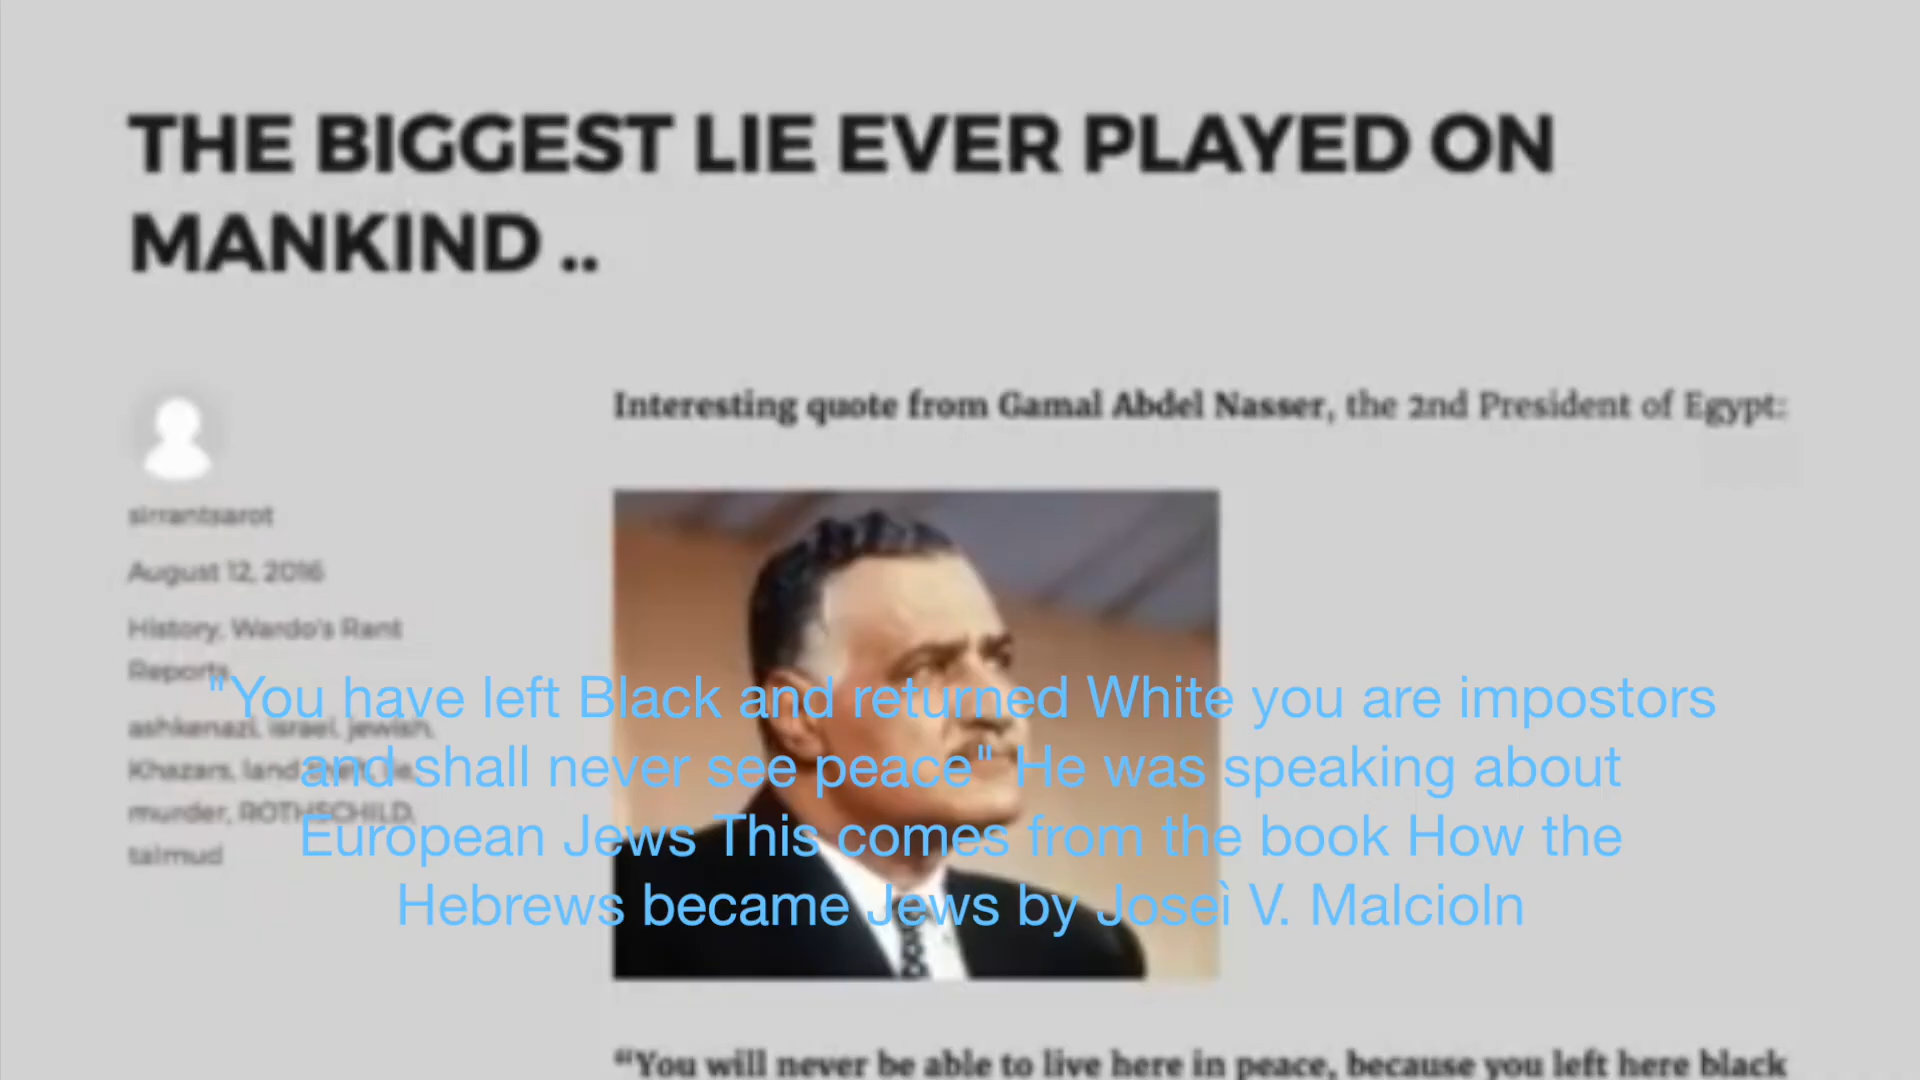 THE BIGGEST LIE EVER PLAYED ON
MANKIND ..
Interesting quote from Gamal Abdel Nasser, the 2nd President of Egypt:
sirrantsarot
August 12, 2016
History, Wardo's Rant
Reports
ashkenazi, israel, jewish,
Khazars, land theft, lie,
murder, ROTHSCHILD,
talmud
"You have left Black and returned White you are impostors
and shall never see peace" He was speaking about
European Jews This comes from the book How the
Hebrews became Jews by Joseì V. Malcioln
“You will never be able to live here in peace, because you left here black